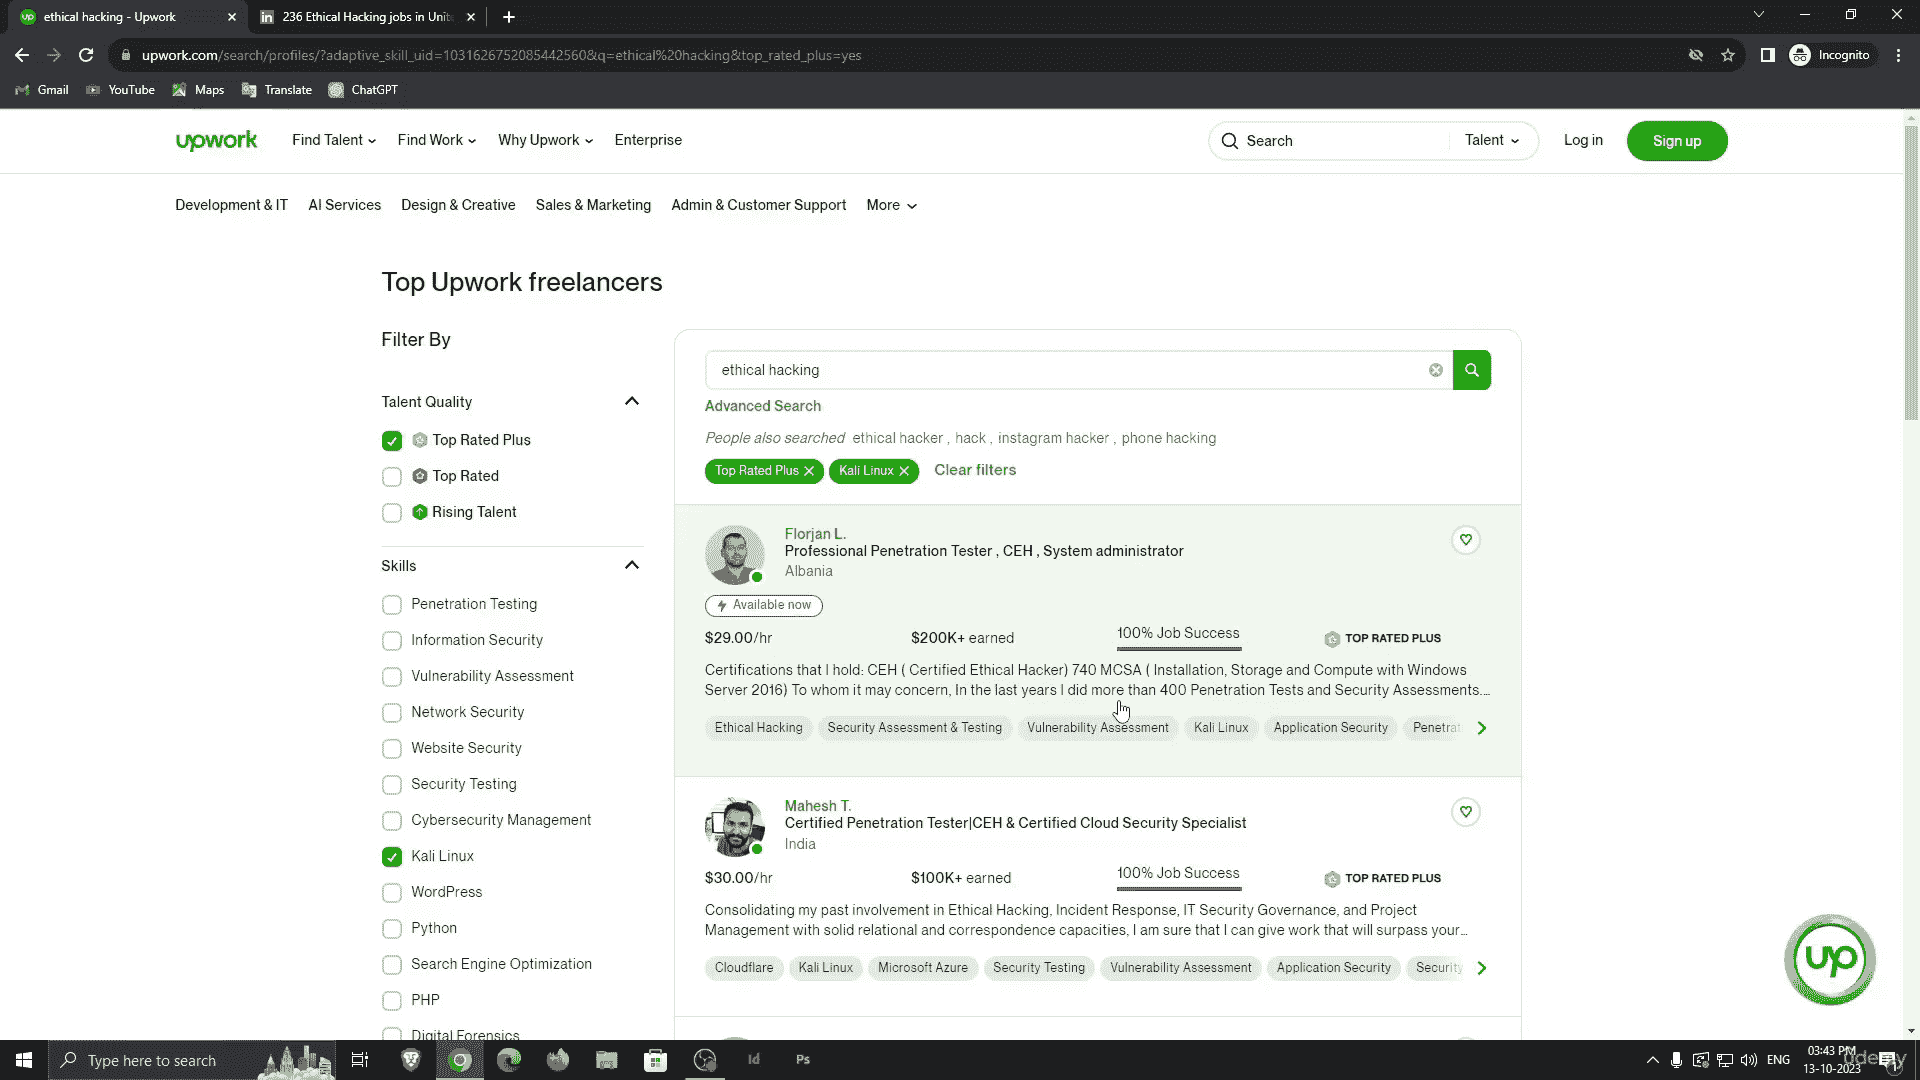 ethical hacking - Upwork
236 Ethical Hacking jobs in Unite
upwork.com/search/profiles/?adaptive_skill_uid=1031626752085442560&q=ethical%20hacking&top_rated_plus=yes
Incognito
Gmail
YouTube
Maps
Translate
ChatGPT
upwork
Find Talent
Find Work
Why Upwork
Enterprise
Search
Talent
Log in
Sign up
Development & IT
AI Services
Design & Creative
Sales & Marketing
Admin & Customer Support
More
Top Upwork freelancers
Filter By
Talent Quality
Top Rated Plus
Top Rated
Rising Talent
Skills
Penetration Testing
Information Security
Vulnerability Assessment
Network Security
Website Security
Security Testing
Cybersecurity Management
Kali Linux
WordPress
Python
Search Engine Optimization
PHP
Digital Forensics
ethical hacking
Advanced Search
People also searched ethical hacker , hack , instagram hacker , phone hacking
Top Rated Plus
Kali Linux
Clear filters
Florjan L.
Professional Penetration Tester , CEH , System administrator
Albania
Available now
$29.00/hr
$200K+ earned
100% Job Success
TOP RATED PLUS
Certifications that I hold: CEH ( Certified Ethical Hacker) 740 MCSA ( Installation, Storage and Compute with Windows
Server 2016) To whom it may concern, In the last years I did more than 400 Penetration Tests and Security Assessments....
Ethical Hacking
Security Assessment & Testing
Vulnerability Assessment
Kali Linux
Application Security
Penetrat
Mahesh T.
Certified Penetration Tester|CEH & Certified Cloud Security Specialist
India
$30.00/hr
$100K+ earned
100% Job Success
TOP RATED PLUS
Consolidating my past involvement in Ethical Hacking, Incident Response, IT Security Governance, and Project
Management with solid relational and correspondence capacities, I am sure that I can give work that will surpass your...
Cloudflare
Kali Linux
Microsoft Azure
Security Testing
Vulnerability Assessment
Application Security
Security
up
Type here to search
Id
Ps
ENG
03:43 PM
13-10-2023
udemy
1